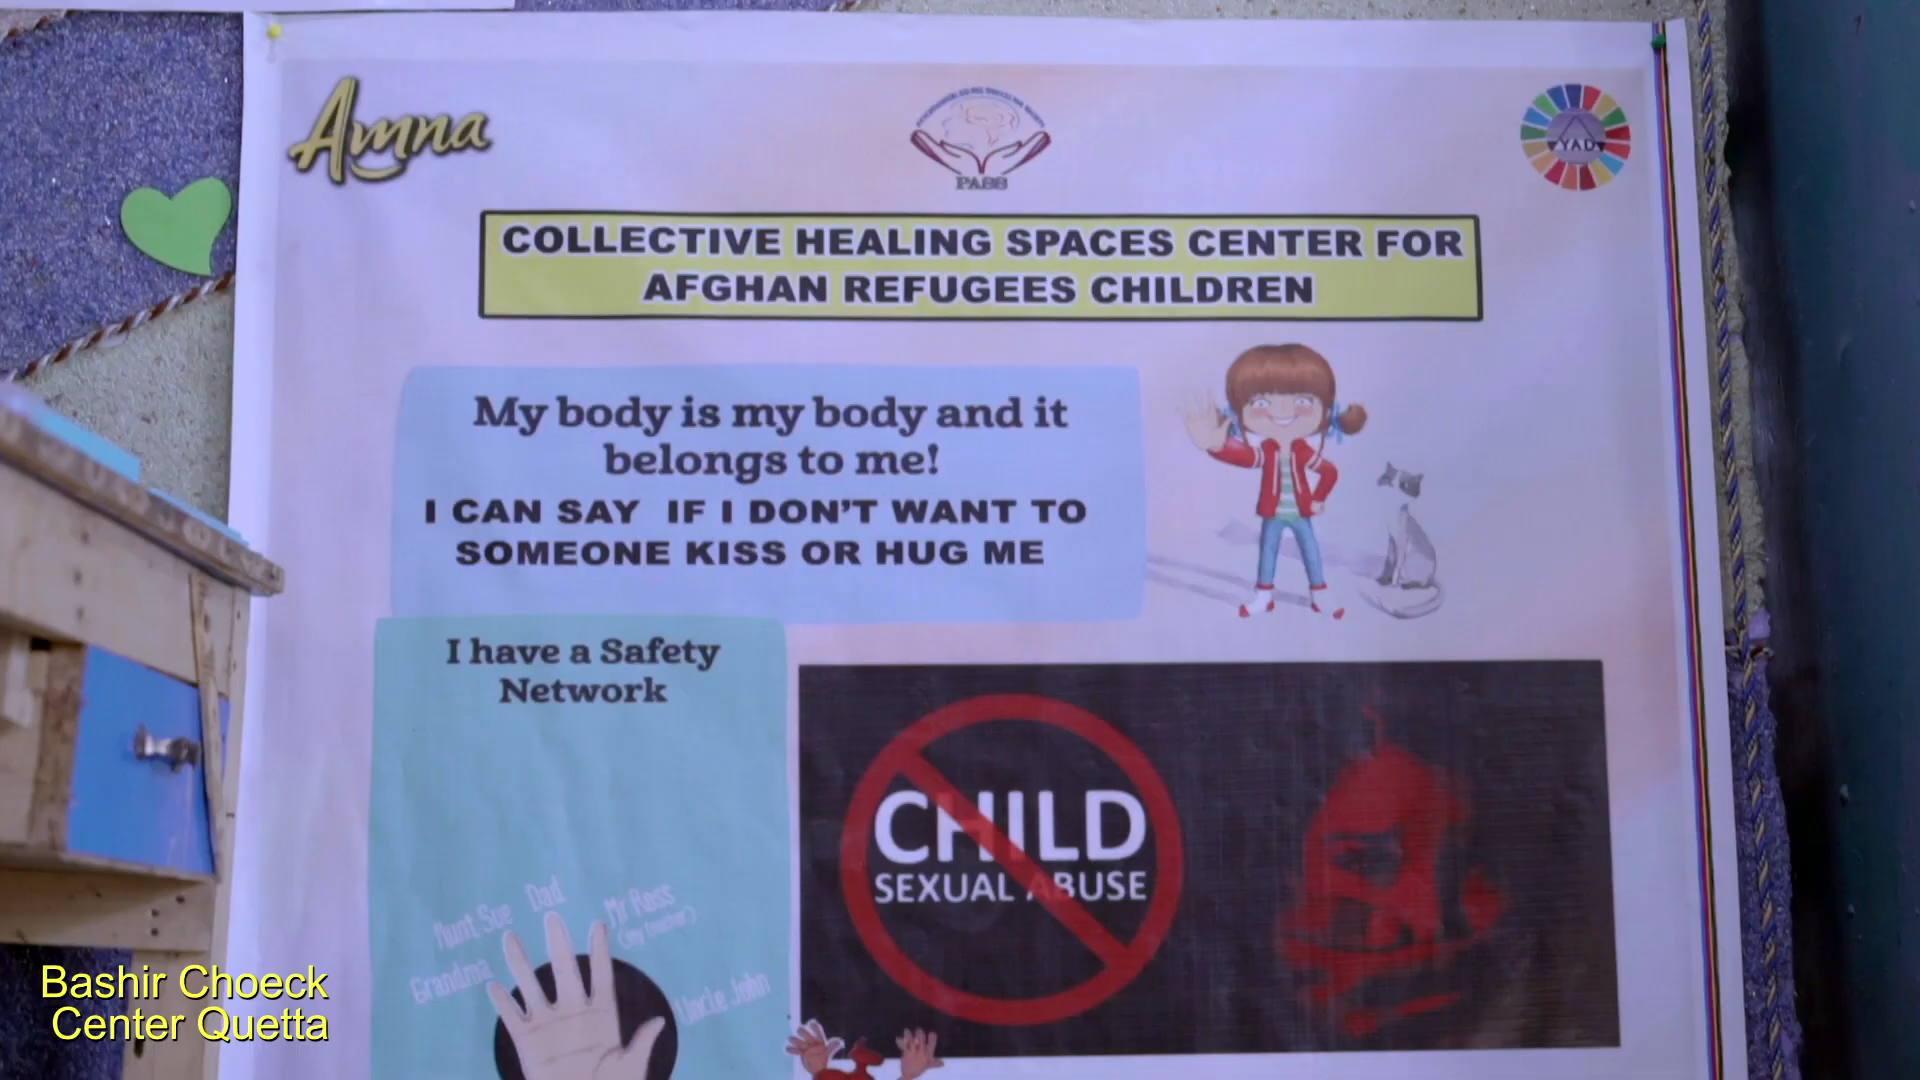 Amna
PASS
YAD
COLLECTIVE HEALING SPACES CENTER FOR
AFGHAN REFUGEES CHILDREN
My body is my body and it
belongs to me!
I CAN SAY IF I DON'T WANT TO
SOMEONE KISS OR HUG ME
I have a Safety
Network
CHILD
SEXUAL ABUSE
Dad
Aunt Sue
Mr Ross
(my teacher)
Grandma
Uncle John
Bashir Choeck
Center Quetta